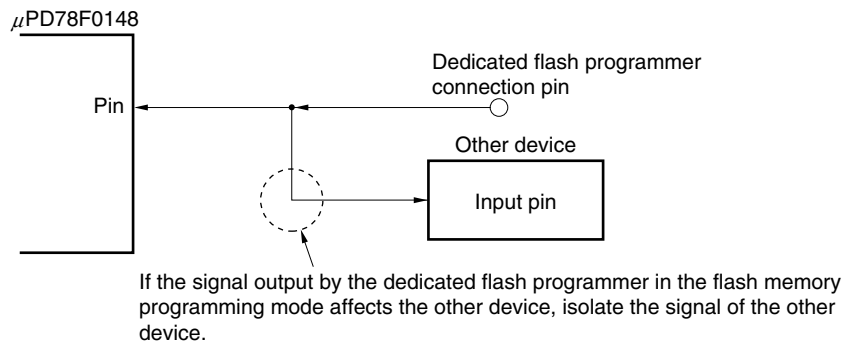 μPD78F0148
Dedicated flash programmer
connection pin
Pin
Other device
Input pin
If the signal output by the dedicated flash programmer in the flash memory
programming mode affects the other device, isolate the signal of the other
device.